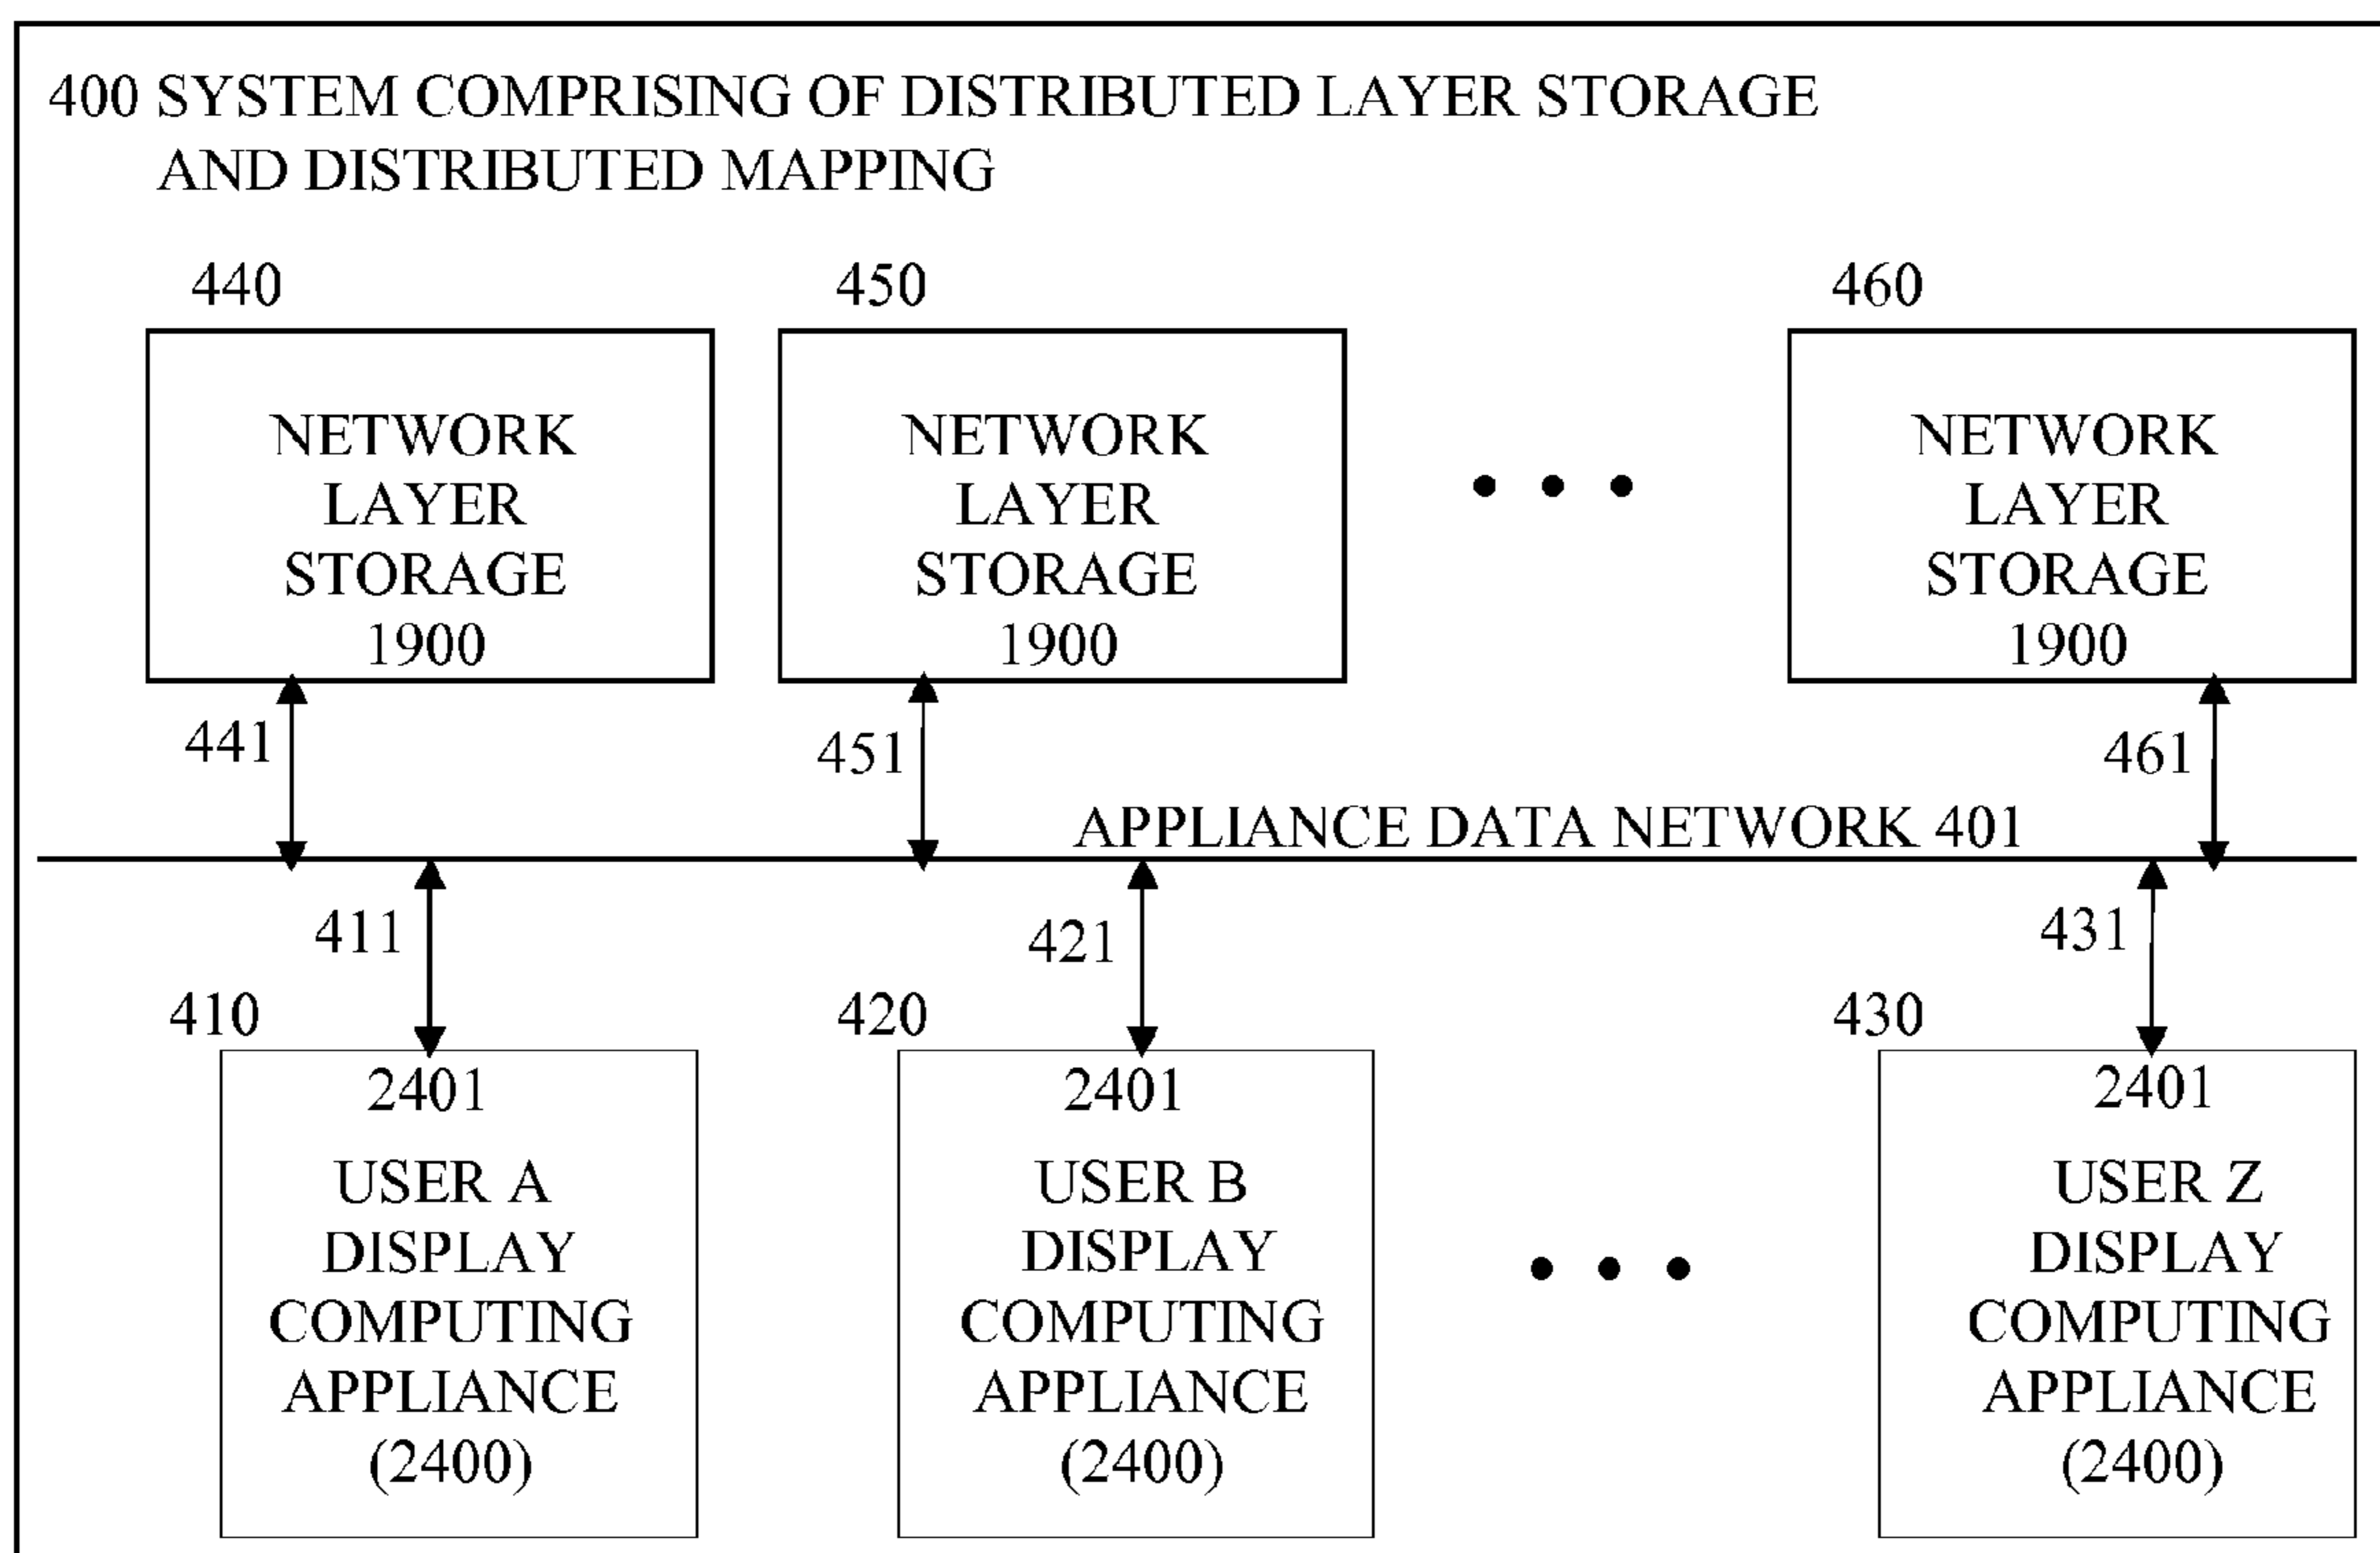 400 SYSTEM COMPRISING OF DISTRIBUTED LAYER STORAGE
AND DISTRIBUTED MAPPING
440
450
460
NETWORK
LAYER
STORAGE
1900
NETWORK
LAYER
STORAGE
1900
NETWORK
LAYER
STORAGE
1900
441
451
461
APPLIANCE DATA NETWORK 401
411
421
431
410
420
430
2401
USER A
DISPLAY
COMPUTING
APPLIANCE
(2400)
2401
USER B
DISPLAY
COMPUTING
APPLIANCE
(2400)
2401
USER Z
DISPLAY
COMPUTING
APPLIANCE
(2400)